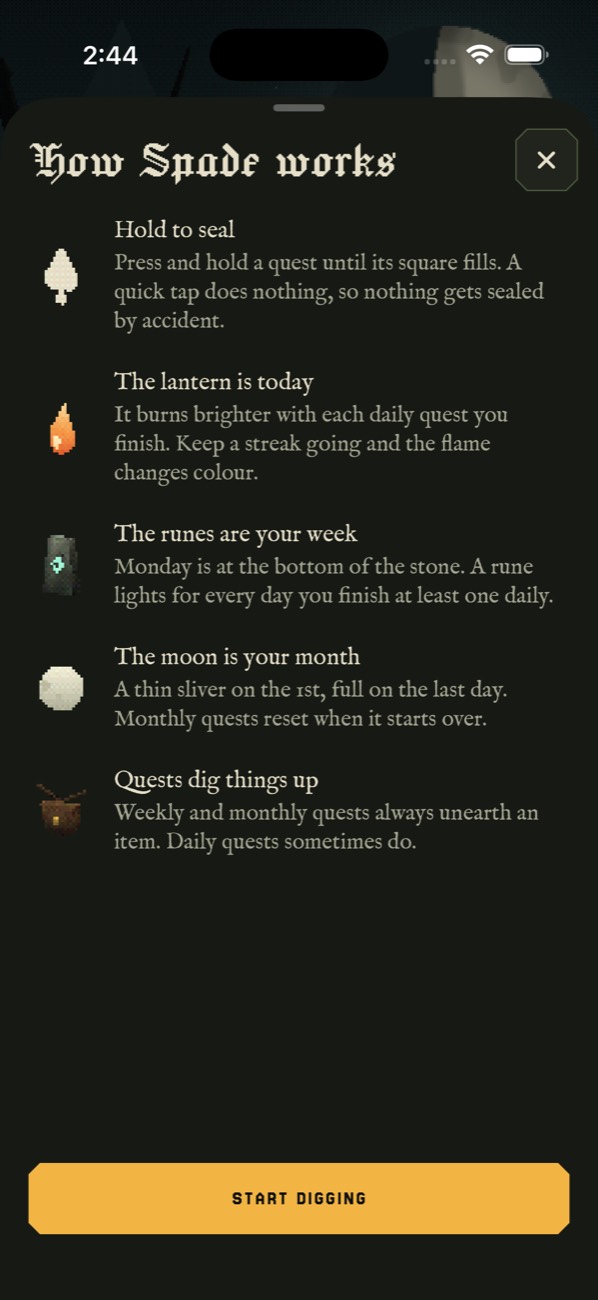 2:44
How Spade works
Hold to seal
Press and hold a quest until its square fills. A
quick tap does nothing, so nothing gets sealed
by accident.
The lantern is today
It burns brighter with each daily quest you
finish. Keep a streak going and the flame
changes colour.
The runes are your week
Monday is at the bottom of the stone. A rune
lights for every day you finish at least one daily.
The moon is your month
A thin sliver on the 1st, full on the last day.
Monthly quests reset when it starts over.
Quests dig things up
Weekly and monthly quests always unearth an
item. Daily quests sometimes do.
START DIGGING